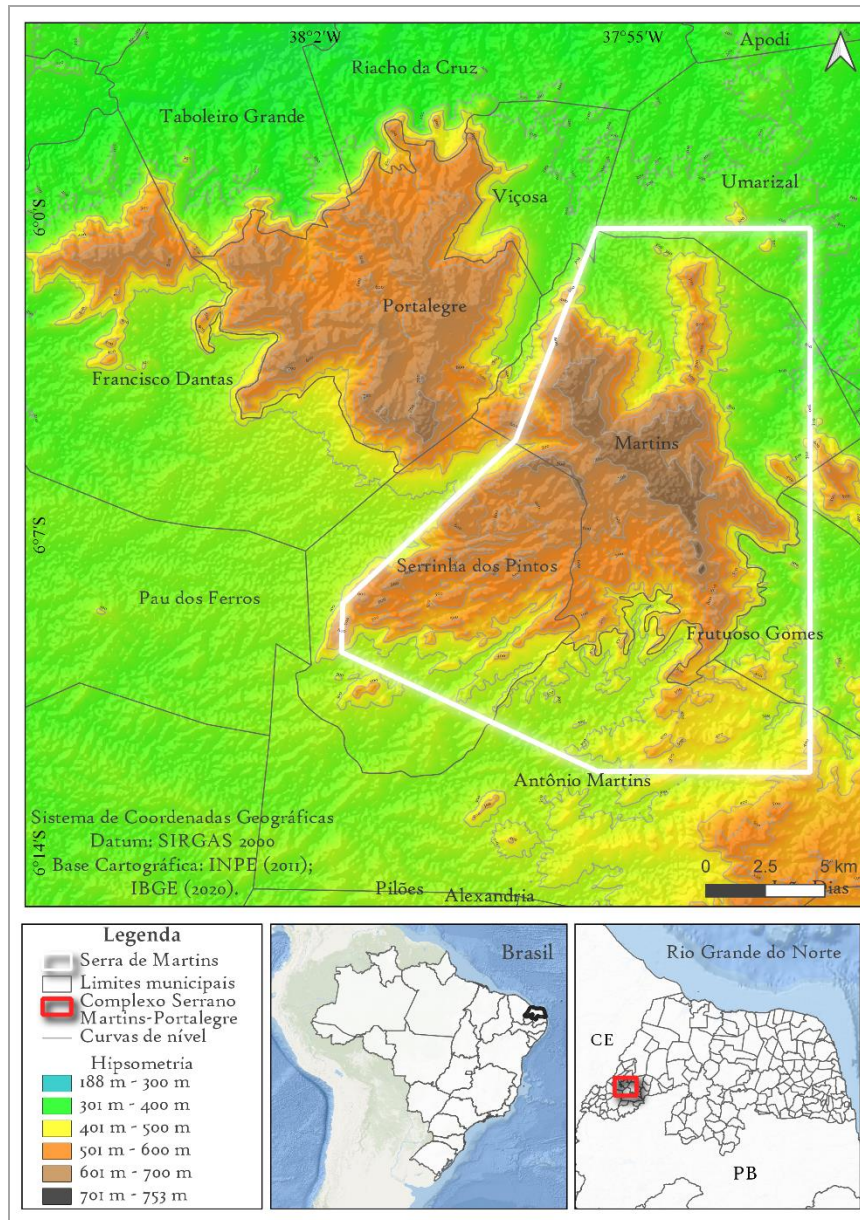 38°2'W
37°55'W
Apodi
Riacho da Cruz
Taboleiro Grande
Umarizal
Viçosa
6°0'S
Portalegre
Francisco Dantas
Martins
6°7'S
Serrinha dos Pintos
Pau dos Ferros
Frutuoso Gomes
Antônio Martins
Sistema de Coordenadas Geográficas
Datum: SIRGAS 2000
Base Cartográfica: INPE (2011);
IBGE (2020).
6°14'S
0 2.5 5 km
Pilões
Alexandria
Dias
Legenda
Serra de Martins
Limites municipais
Complexo Serrano
Martins-Portalegre
Curvas de nível
Hipsometria
188 m - 300 m
301 m - 400 m
401 m - 500 m
501 m - 600 m
601 m - 700 m
701 m - 753 m
Brasil
Rio Grande do Norte
CE
PB